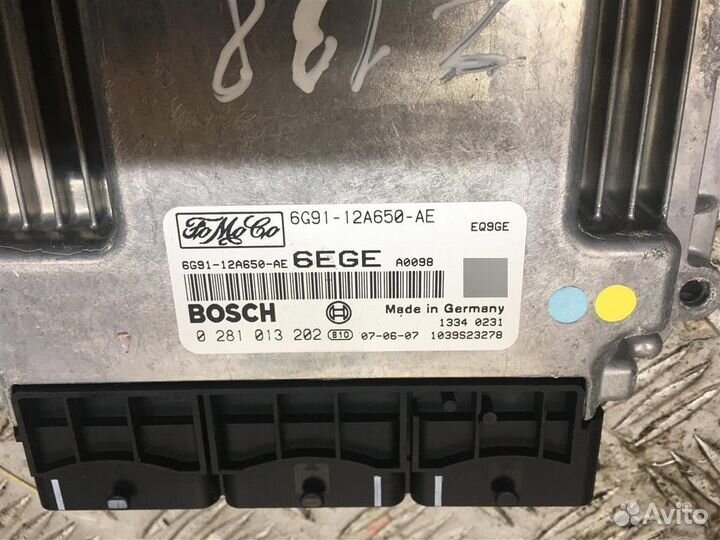 Z138
FoMoCo 6G91-12A650-AE
EQ9GE
6G91-12A650-AE 6EGE A0098
BOSCH Made in Germany
1334 0231
0 281 013 202 810 07-06-07 1039S23278
Avito